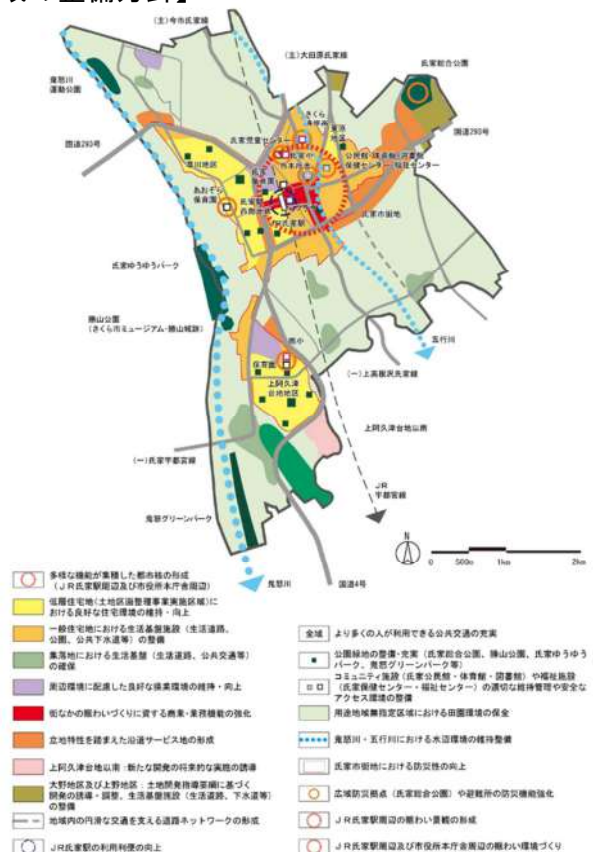 (主)今市氏家線
(主)大田原氏家線
氏家総合公園
鬼怒川
運動公園
国道293号
国道293号
氏家児童センター
草川地区
あおぞら
保育園
公民館・体育館・図書館
保健センター・福祉センター
JR氏家駅
氏家市街地
氏家ゆうゆうパーク
勝山公園
(さくら市ミュージアム・勝山城跡)
五行川
南小
保育園
(一)上高根沢氏家線
上阿久津
台地地区
上阿久津台地以南
(一)氏家宇都宮線
JR
宇都宮線
鬼怒グリーンパーク
N
0 500m 1km 2km
鬼怒川
国道4号
多様な機能が集積した都市核の形成
(JR氏家駅周辺及び市役所本庁舎周辺)
低層住宅地(土地区画整理事業実施区域)に
おける良好な住宅環境の維持・向上
一般住宅地における生活基盤施設(生活道路、
公園、公共下水道等)の整備
集落地における生活基盤(生活道路、公共交通等)
の確保
周辺環境に配慮した良好な操業環境の維持・向上
街なかの賑わいづくりに資する商業・業務機能の強化
立地特性を踏まえた沿道サービス地の形成
上阿久津台地以南:新たな開発の将来的な実施の誘導
大野地区及び上野地区:土地開発指導要綱に基づく
開発の誘導・調整、生活基盤施設(生活道路、下水道等)
の整備
地域内の円滑な交通を支える道路ネットワークの形成
JR氏家駅の利用利便の向上
全域 より多くの人が利用できる公共交通の充実
公園緑地の整備・充実(氏家総合公園、勝山公園、氏家ゆうゆう
パーク、鬼怒グリーンパーク等)
コミュニティ施設(氏家公民館・体育館・図書館)や福祉施設
(氏家保健センター・福祉センター)の適切な維持管理や安全な
アクセス環境の整備
用途地域無指定区域における田園環境の保全
鬼怒川・五行川における水辺環境の維持整備
氏家市街地における防災性の向上
広域防災拠点(氏家総合公園)や避難所の防災機能強化
JR氏家駅周辺の賑わい景観の形成
JR氏家駅周辺及び市役所本庁舎周辺の賑わい環境づくり